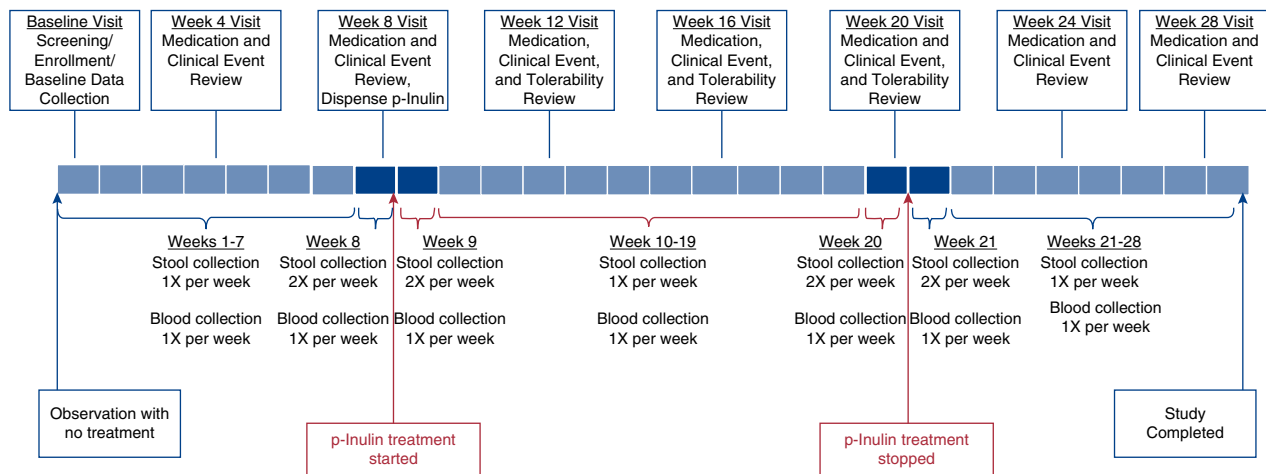 Baseline Visit
Screening/
Enrollment/
Baseline Data
Collection
Week 4 Visit
Medication and
Clinical Event
Review
Week 8 Visit
Medication and
Clinical Event
Review,
Dispense p-Inulin
Week 12 Visit
Medication,
Clinical Event,
and Tolerability
Review
Week 16 Visit
Medication,
Clinical Event,
and Tolerability
Review
Week 20 Visit
Medication and
Clinical Event,
and Tolerability
Review
Week 24 Visit
Medication and
Clinical Event
Review
Week 28 Visit
Medication and
Clinical Event
Review
Weeks 1-7
Stool collection
1X per week
Blood collection
1X per week
Week 8
Stool collection
2X per week
Blood collection
1X per week
Week 9
Stool collection
2X per week
Blood collection
1X per week
Week 10-19
Stool collection
1X per week
Blood collection
1X per week
Week 20
Stool collection
2X per week
Blood collection
1X per week
Week 21
Stool collection
2X per week
Blood collection
1X per week
Weeks 21-28
Stool collection
1X per week
Blood collection
1X per week
Observation with
no treatment
p-Inulin treatment
started
p-Inulin treatment
stopped
Study
Completed